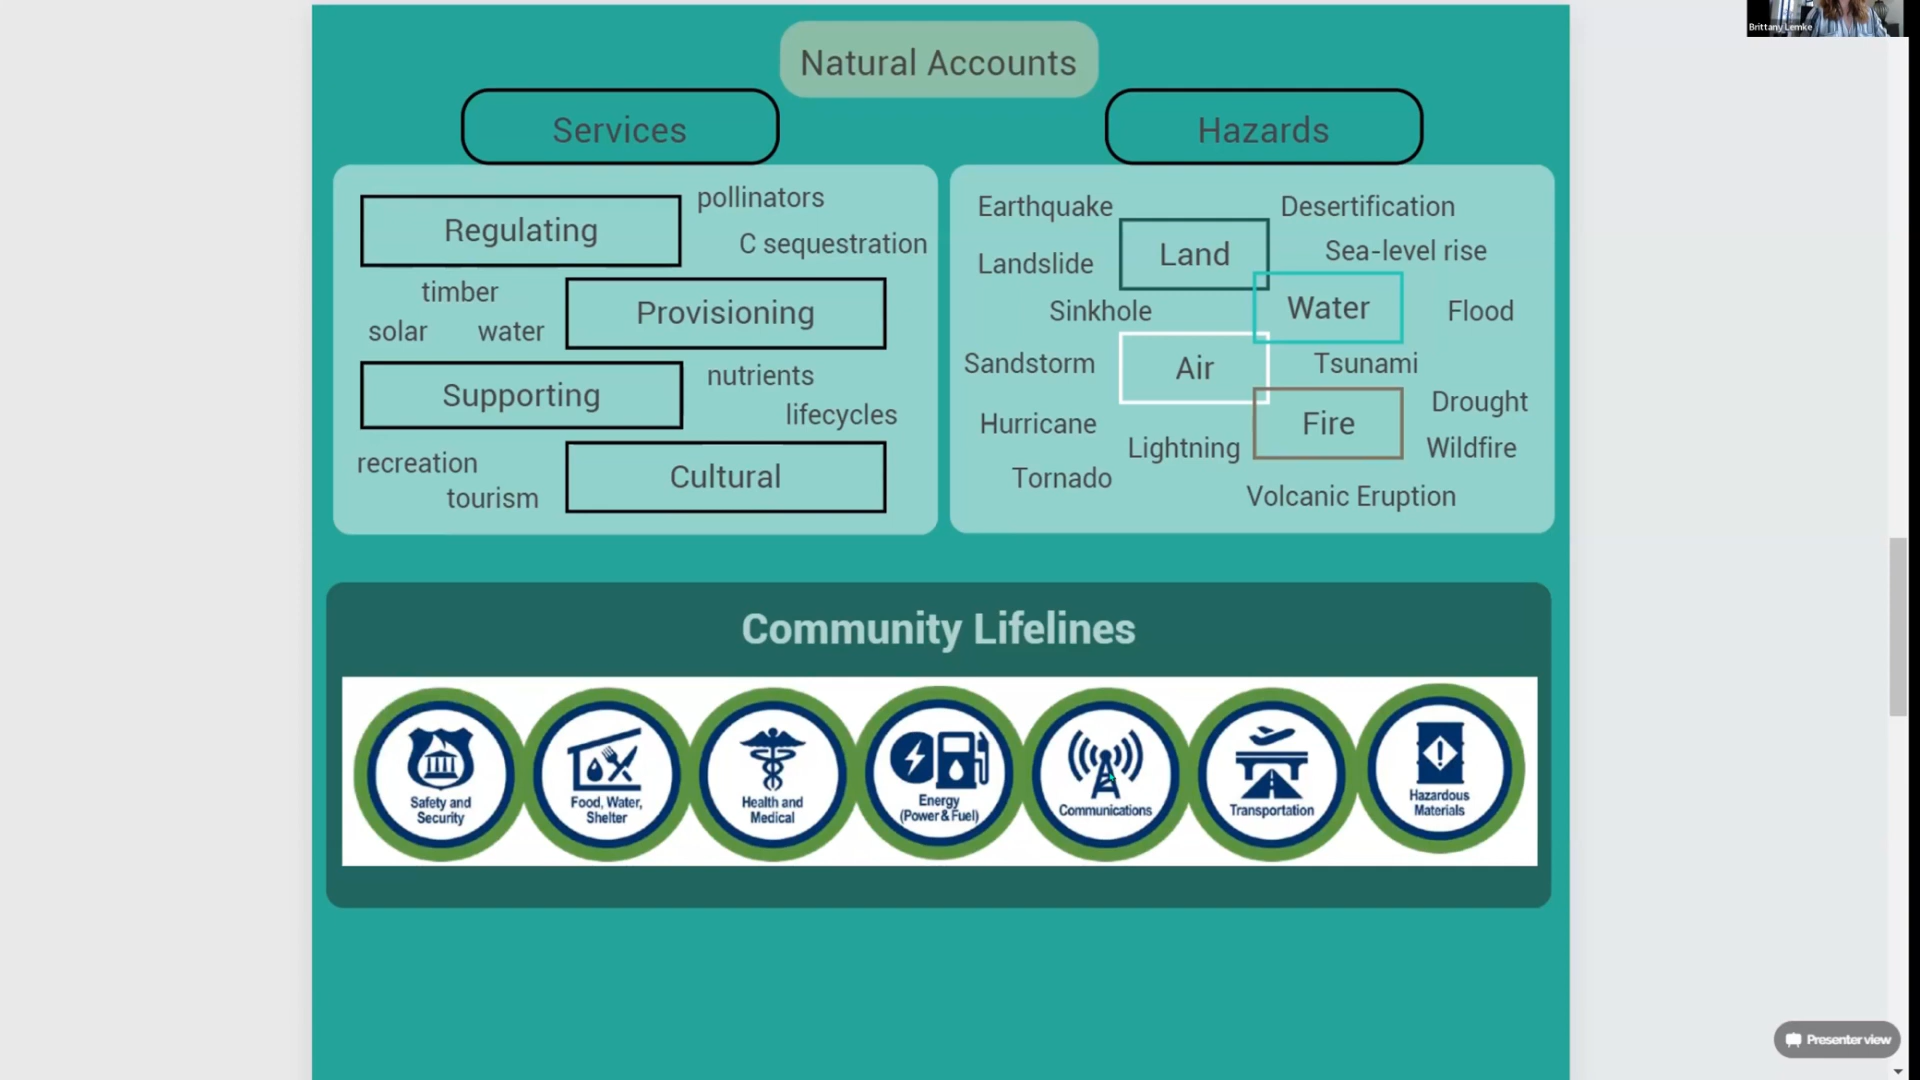 Brittany Lemke
Natural Accounts
Services
Hazards
Regulating
pollinators
C sequestration
timber
solar
water
Provisioning
Supporting
nutrients
lifecycles
recreation
tourism
Cultural
Earthquake
Desertification
Land
Landslide
Sea-level rise
Sinkhole
Water
Flood
Sandstorm
Air
Tsunami
Drought
Hurricane
Fire
Lightning
Wildfire
Tornado
Volcanic Eruption
Community Lifelines
Safety and
Security
Food, Water,
Shelter
Health and
Medical
Energy
(Power & Fuel)
Communications
Transportation
Hazardous
Materials
Presenter view